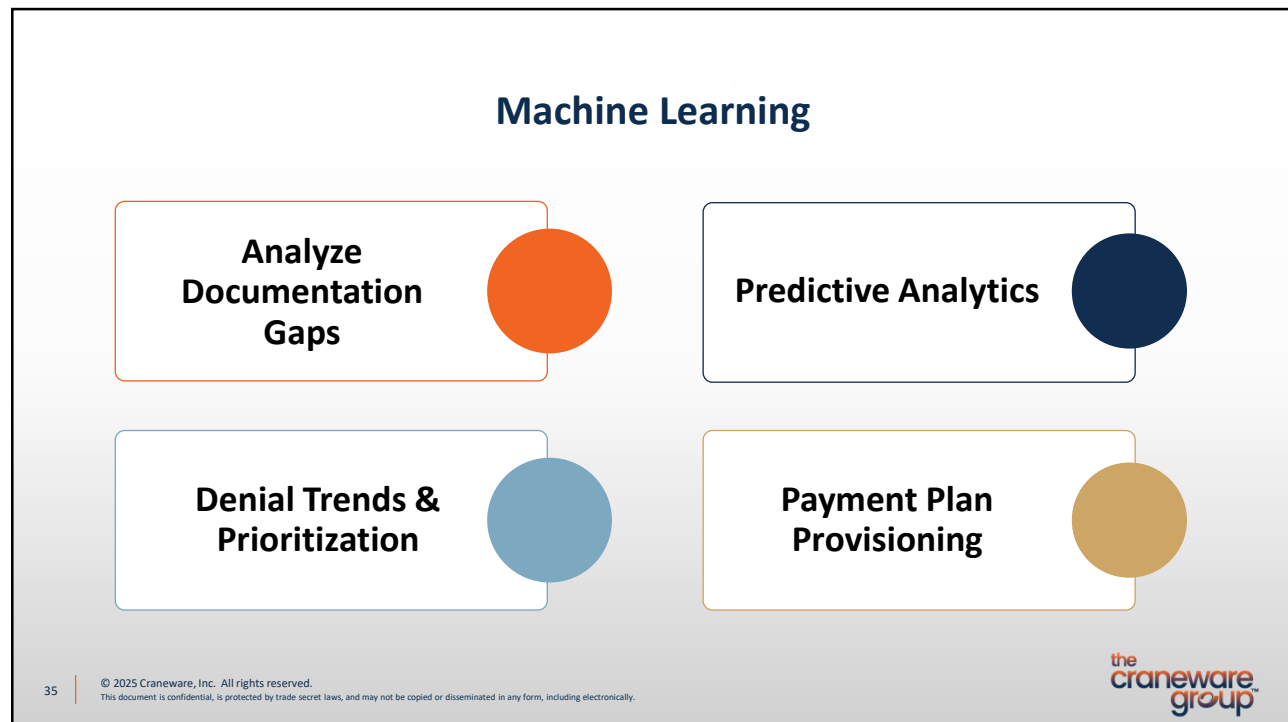 Machine Learning
Analyze
Documentation
Gaps
Predictive Analytics
Denial Trends &
Prioritization
Payment Plan
Provisioning
35
© 2025 Craneware, Inc. All rights reserved.
This document is confidential, is protected by trade secret laws, and may not be copied or disseminated in any form, including electronically.
the
craneware
group™